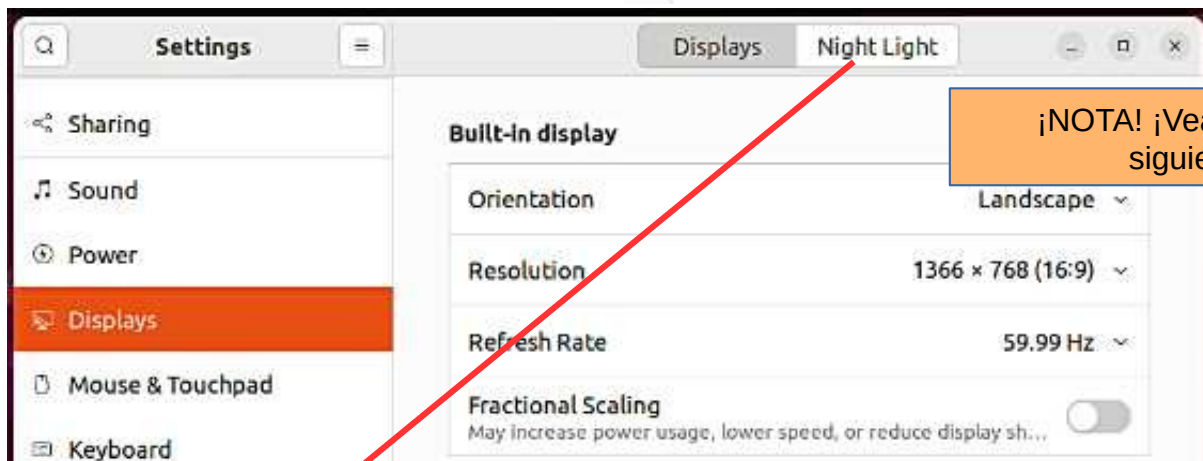 Settings
Displays Night Light
Sharing
Sound
Power
Displays
Mouse & Touchpad
Keyboard
Built-in display
¡NOTA! ¡Vea
siguie
Orientation Landscape
Resolution 1366 × 768 (16:9)
Refresh Rate 59.99 Hz
Fractional Scaling
May increase power usage, lower speed, or reduce display sh...